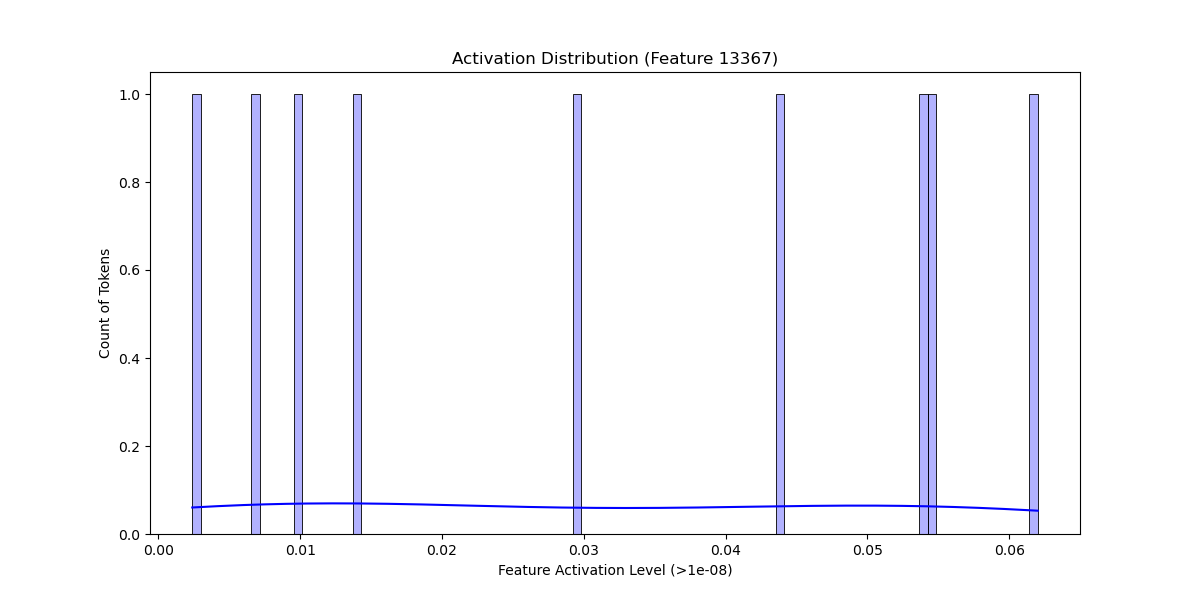 Activation Distribution (Feature 13367)
1.0
0.8
0.6
0.4
0.2
0.0
Count of Tokens
0.00 0.01 0.02 0.03 0.04 0.05 0.06
Feature Activation Level (>1e-08)